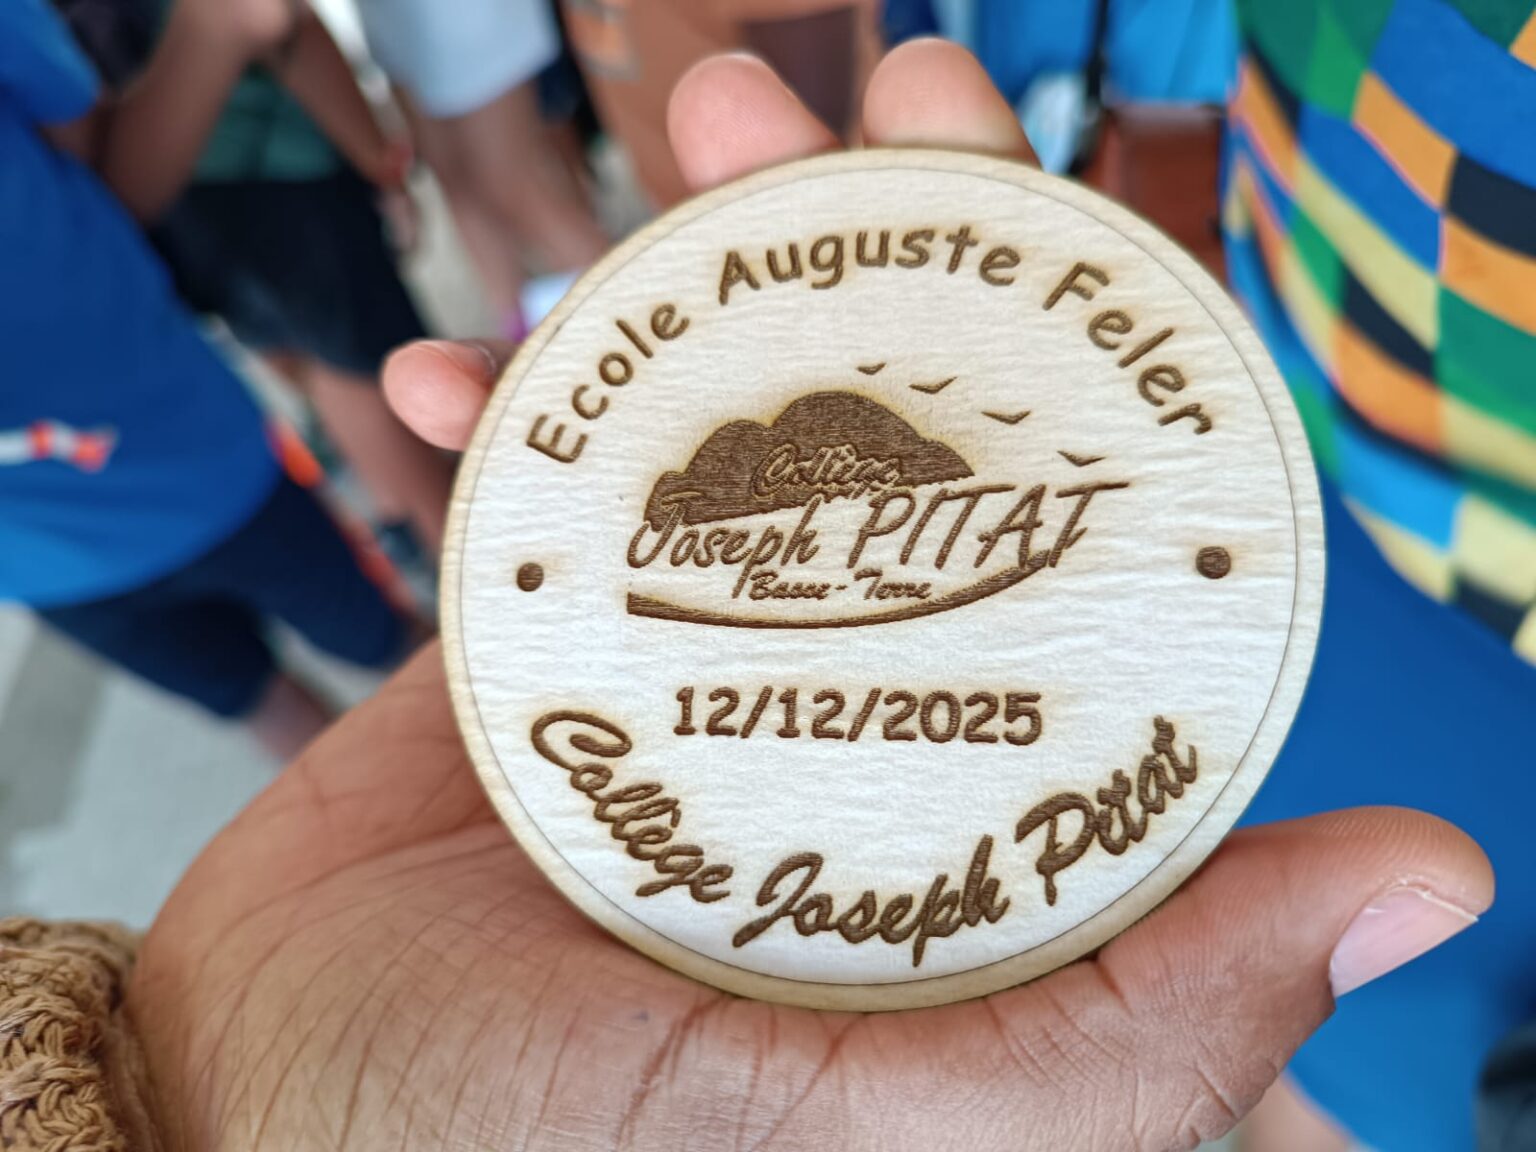 Ecole Auguste Feler
Collège
Joseph PITAT
Basse-Terre
12/12/2025
Collège Joseph Pitat